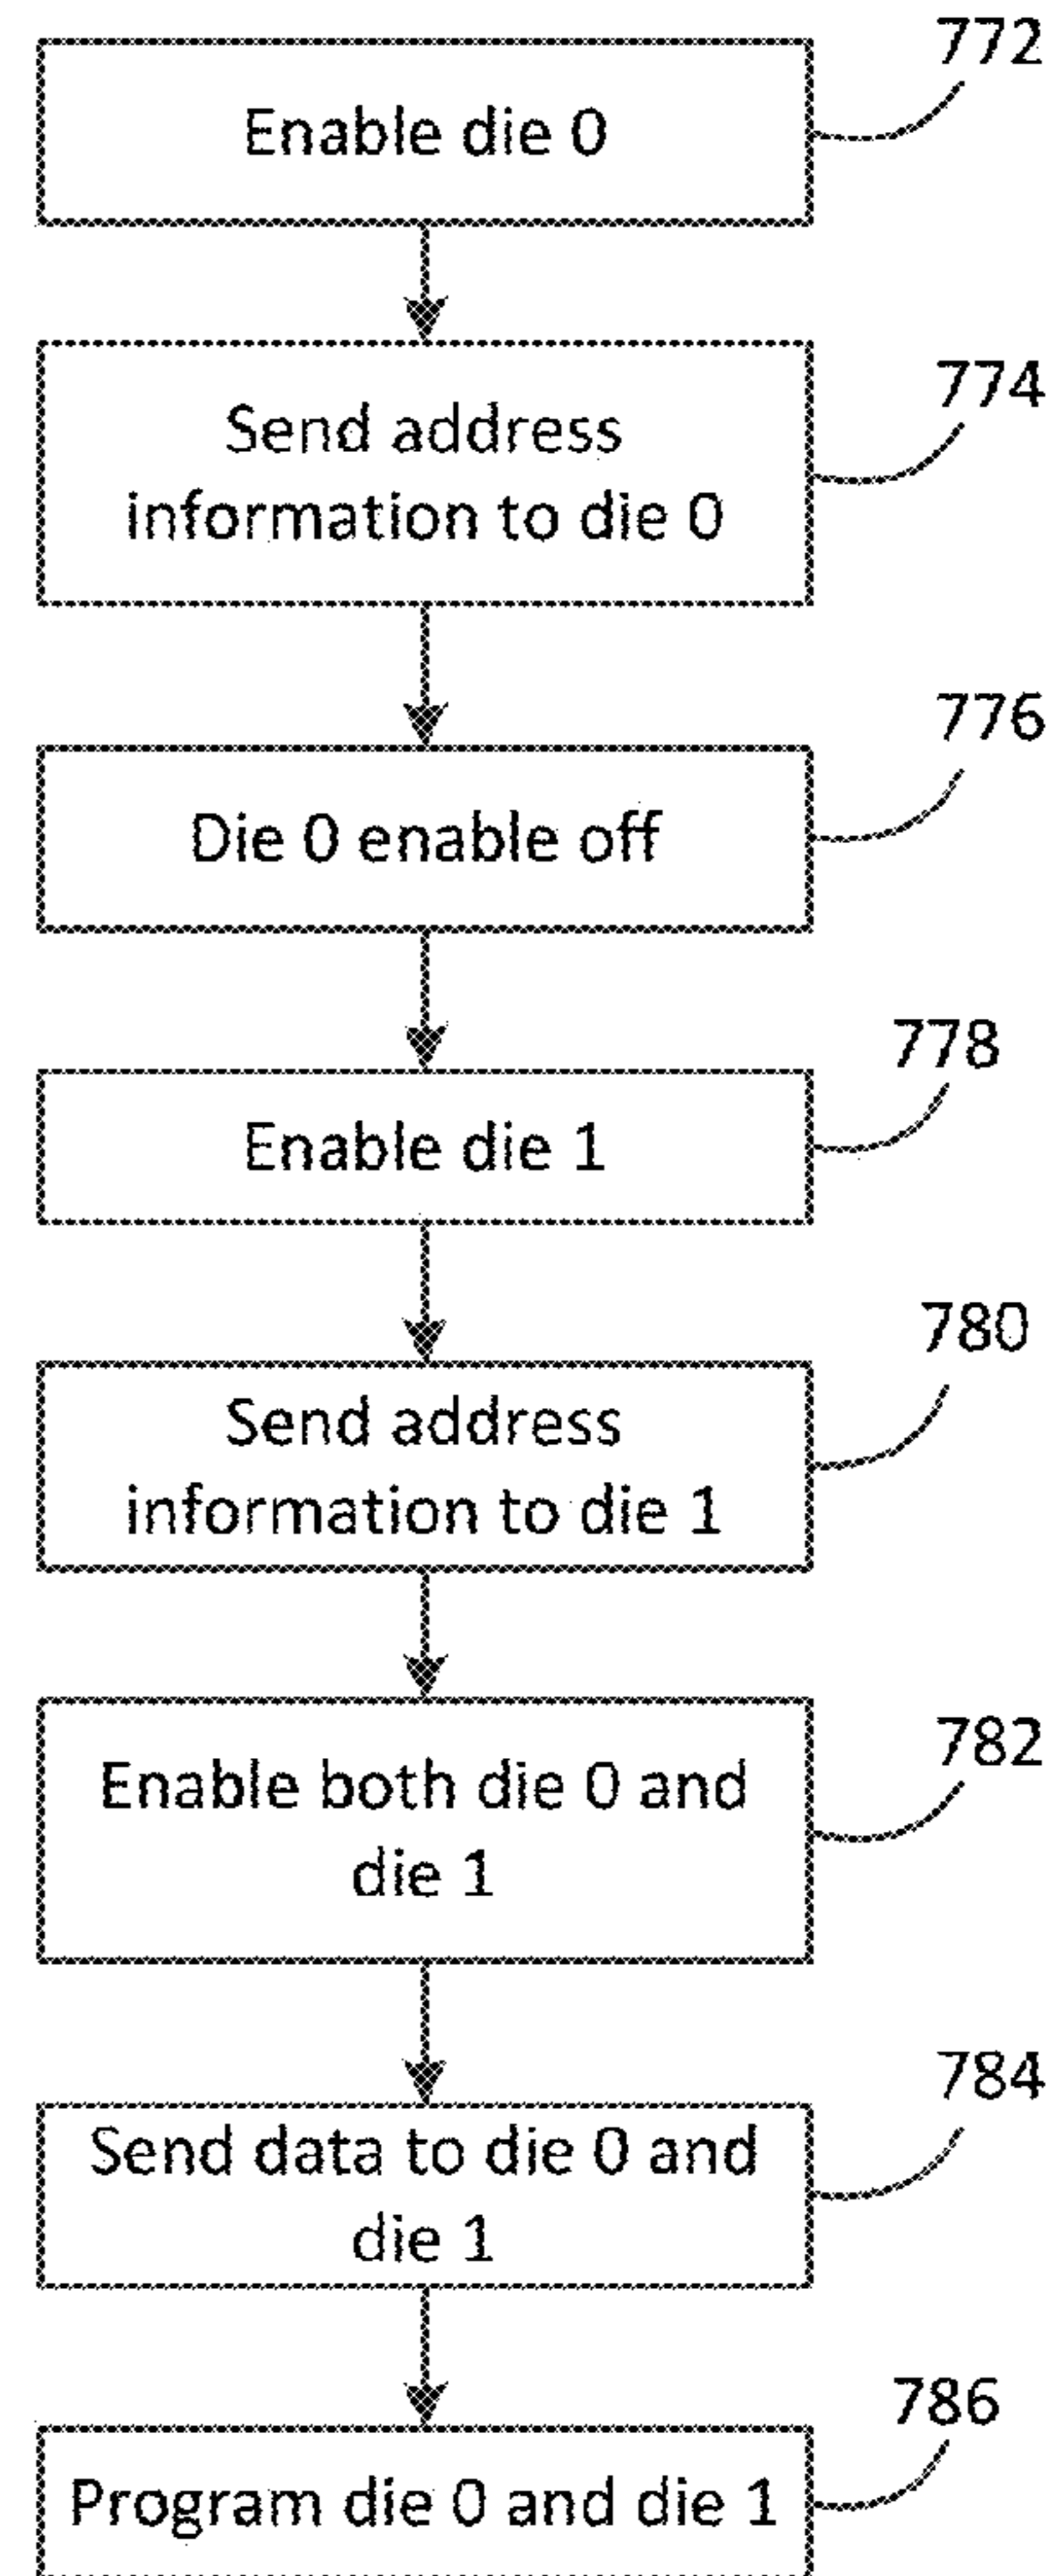 772
Enable die 0
774
Send address
information to die 0
776
Die 0 enable off
778
Enable die 1
780
Send address
information to die 1
782
Enable both die 0 and
die 1
784
Send data to die 0 and
die 1
786
Program die 0 and die 1